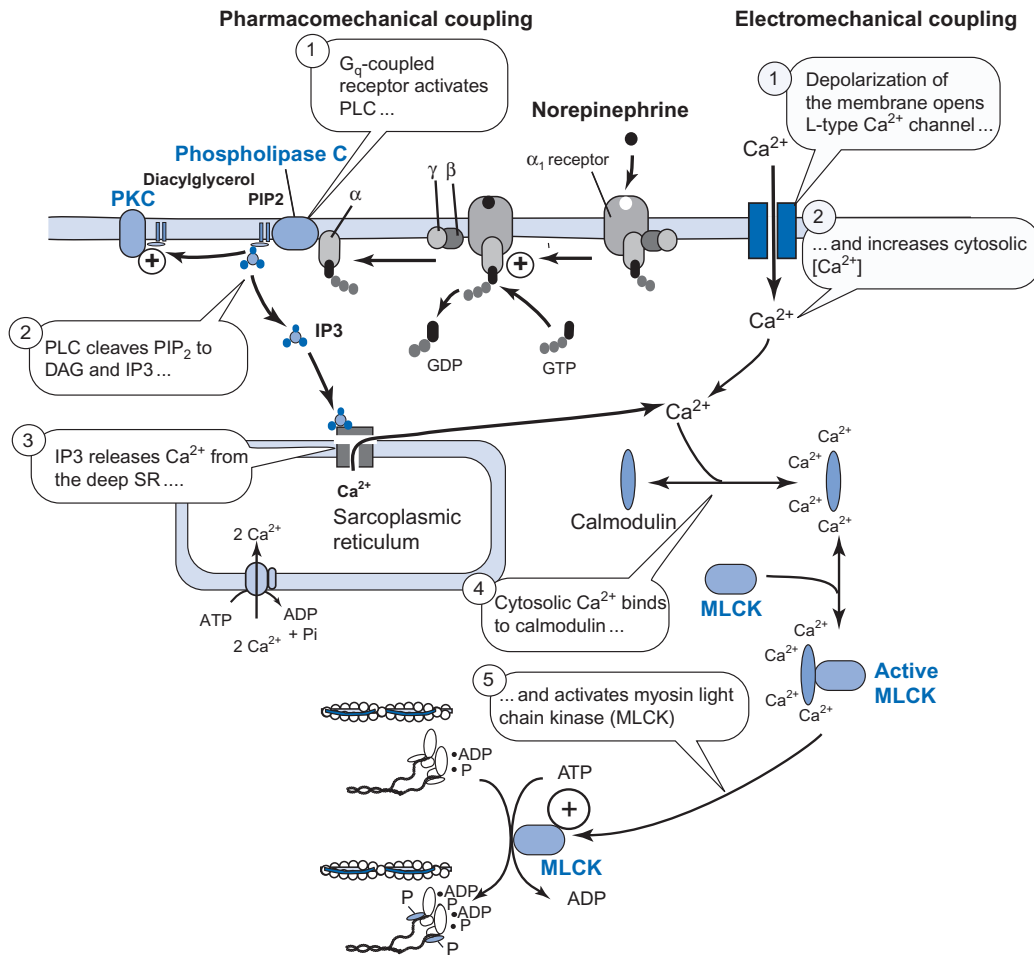 Pharmacomechanical coupling
Electromechanical coupling
1
Gq-coupled
receptor activates
PLC ...
1
Depolarization of
the membrane opens
L-type Ca2+ channel ...
Norepinephrine
α1 receptor
Ca2+
Phospholipase C
Diacylglycerol
PKC
PIP2
α
γ
β
2
... and increases cytosolic
[Ca2+]
+
+
Ca2+
2
PLC cleaves PIP2 to
DAG and IP3 ...
IP3
GDP
GTP
Ca2+
3
IP3 releases Ca2+ from
the deep SR ....
Ca2+
Sarcoplasmic
reticulum
Calmodulin
Ca2+
Ca2+
Ca2+
Ca2+
2 Ca2+
ATP
ADP
+ Pi
2 Ca2+
4
Cytosolic Ca2+ binds
to calmodulin ...
MLCK
Ca2+
Ca2+
Ca2+
Ca2+
Active
MLCK
5
... and activates myosin light
chain kinase (MLCK)
•ADP
•P
ATP
+
MLCK
ADP
P
•ADP
•P
•ADP
•P
P